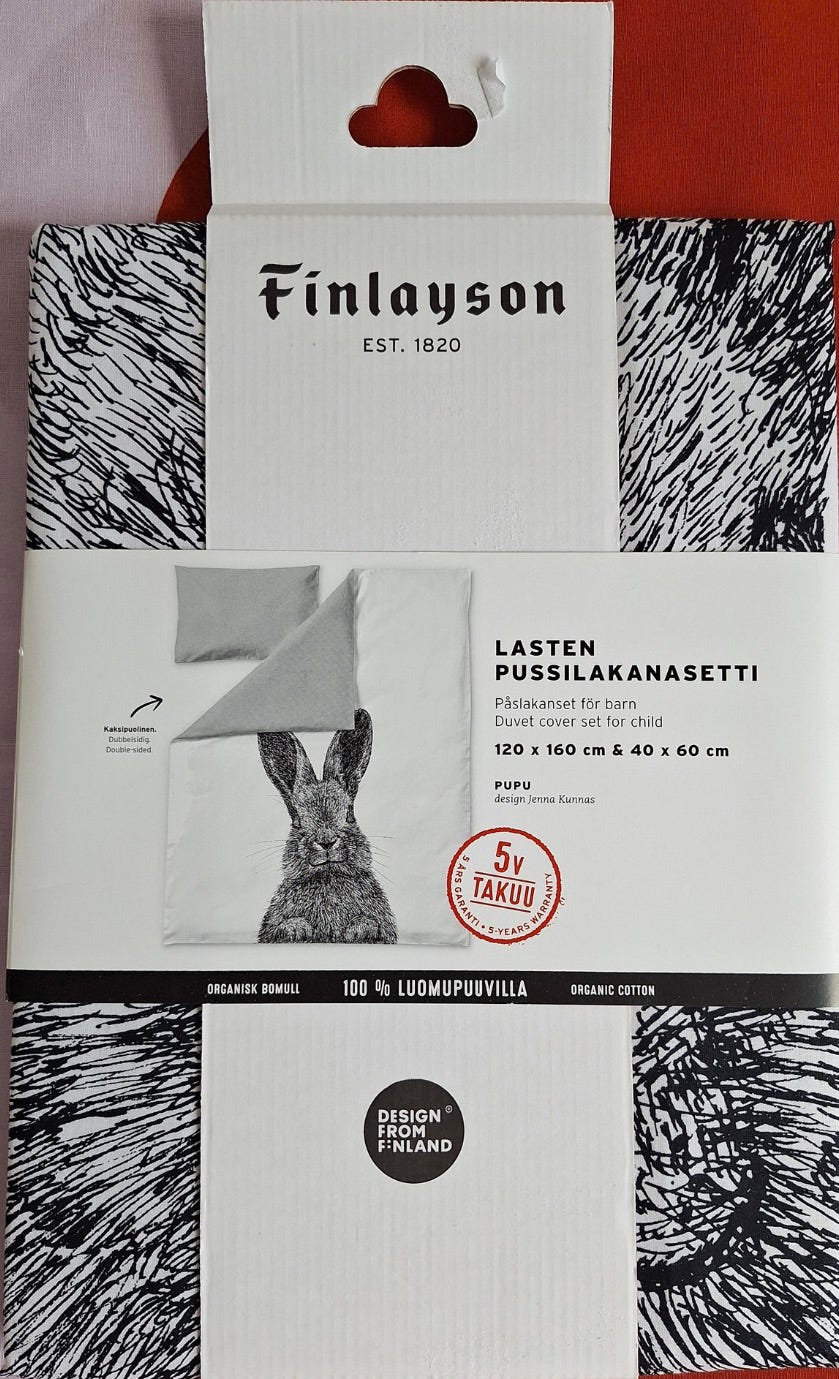 Finlayson
EST. 1820
LASTEN
PUSSILAKANASETTI
Påslakanset för barn
Duvet cover set for child
120 x 160 cm & 40 x 60 cm
PUPU
design Jenna Kunnas
Kaksipuolinen.
Dubbelsidig.
Double-sided.
5v
TAKUU
5 ÅRS GARANTI • 5-YEARS WARRANTY
ORGANISK BOMULL 100 % LUOMUPUUVILLA ORGANIC COTTON
DESIGN ®
FROM
FINLAND